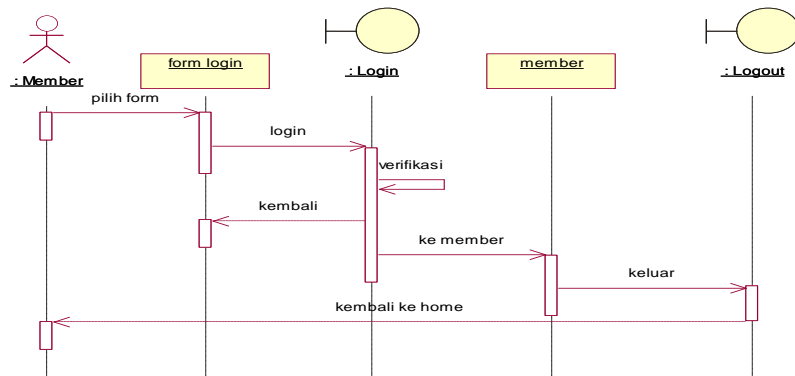 form login
: Login
member
: Member
: Logout
pilih form
login
verifikasi
kembali
ke member
keluar
kembali ke home